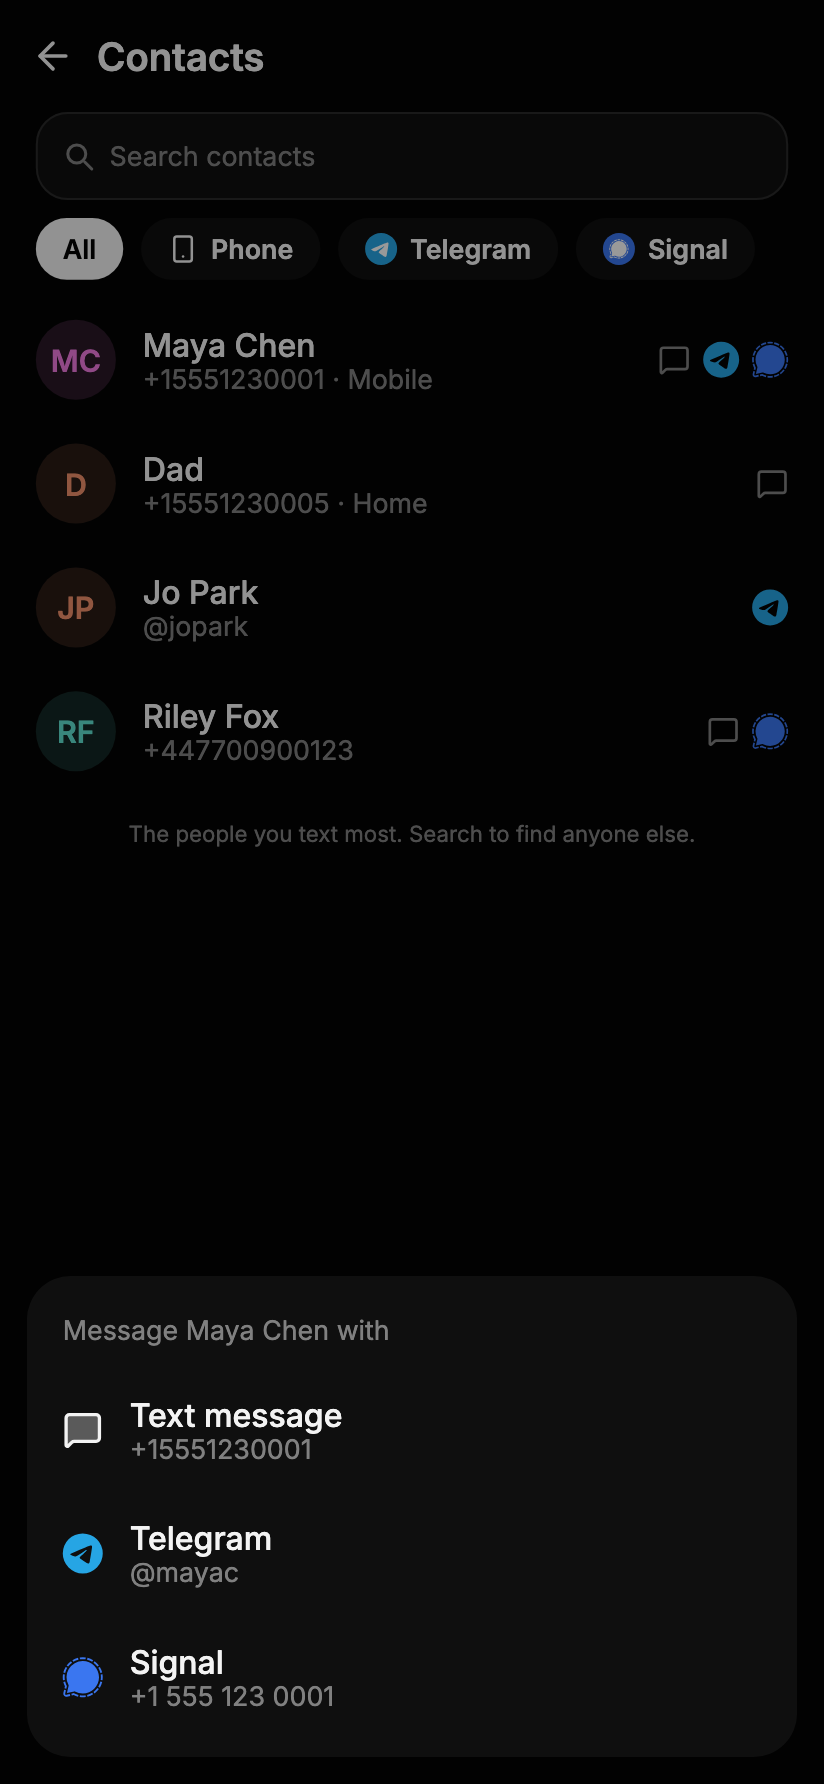 Contacts
Search contacts
All Phone Telegram Signal
MC Maya Chen
+15551230001 · Mobile
D Dad
+15551230005 · Home
JP Jo Park
@jopark
RF Riley Fox
+447700900123
The people you text most. Search to find anyone else.
Message Maya Chen with
Text message
+15551230001
Telegram
@mayac
Signal
+1 555 123 0001